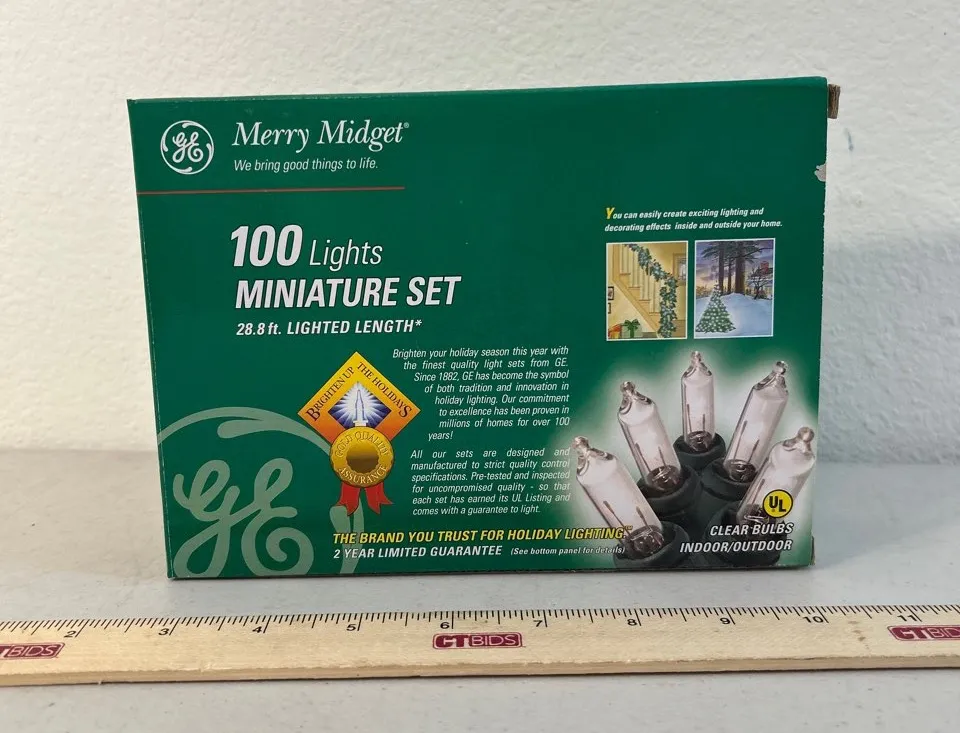 GE
Merry Midget®
We bring good things to life.
100 Lights
MINIATURE SET
28.8 ft. LIGHTED LENGTH*
You can easily create exciting lighting and
decorating effects inside and outside your home.
BRIGHTEN UP THE HOLIDAYS
GOLD QUALITY
ASSURANCE
Brighten your holiday season this year with
the finest quality light sets from GE.
Since 1882, GE has become the symbol
of both tradition and innovation in
holiday lighting. Our commitment
to excellence has been proven in
millions of homes for over 100
years!
All our sets are designed and
manufactured to strict quality control
specifications. Pre-tested and inspected
for uncompromised quality - so that
each set has earned its UL Listing and
comes with a guarantee to light.
GE
THE BRAND YOU TRUST FOR HOLIDAY LIGHTING™
2 YEAR LIMITED GUARANTEE (See bottom panel for details)
UL
CLEAR BULBS
INDOOR/OUTDOOR
2 3 4 5 6 7 8 9 10 11
BIDS CTBIDS CTBID